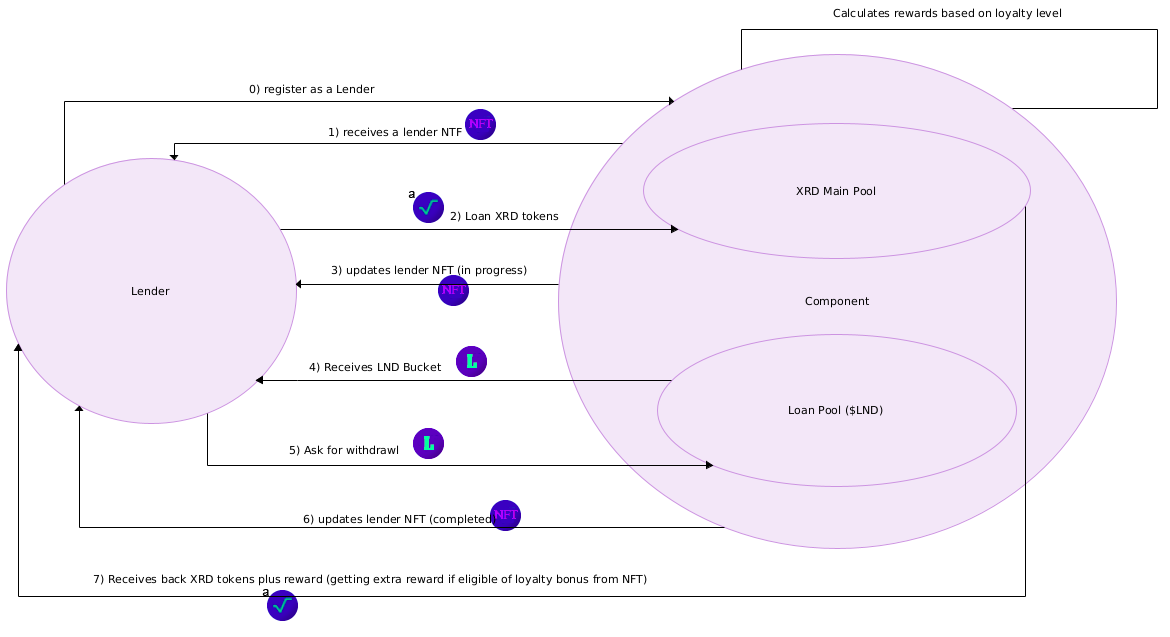 Calculates rewards based on loyalty level
0) register as a Lender
NFT
1) receives a lender NTF
XRD Main Pool
a
2) Loan XRD tokens
3) updates lender NFT (in progress)
NFT
Lender
Component
4) Receives LND Bucket
L
Loan Pool ($LND)
5) Ask for withdrawl
L
6) updates lender NFT (completed)
NFT
7) Receives back XRD tokens plus reward (getting extra reward if eligible of loyalty bonus from NFT)
a